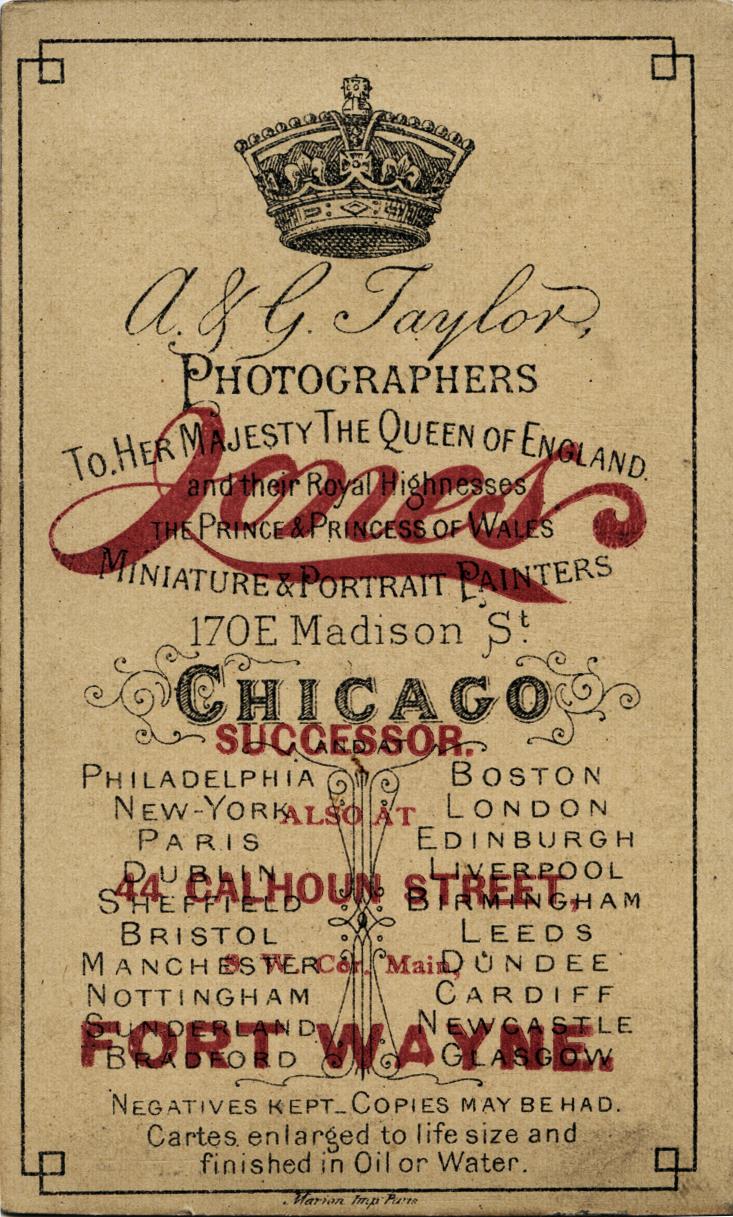 A. & G. Taylor,
PHOTOGRAPHERS
TO HER MAJESTY THE QUEEN OF ENGLAND.
Jones
and their Royal Highnesses
THE PRINCE & PRINCESS OF WALES
MINIATURE & PORTRAIT PAINTERS
170 E Madison St
CHICAGO
SUCCESSOR.
AND AT
PHILADELPHIA BOSTON
NEW-YORK LONDON
ALSO AT
PARIS EDINBURGH
DUBLIN LIVERPOOL
44 CALHOUN STREET,
SHEFFIELD BIRMINGHAM
BRISTOL LEEDS
MANCHESTER DUNDEE
S. W. Cor. Main,
NOTTINGHAM CARDIFF
SUNDERLAND NEWCASTLE
FORT WAYNE.
BRADFORD GLASGOW
NEGATIVES KEPT_COPIES MAY BE HAD.
Cartes enlarged to life size and
finished in Oil or Water.
Marion Imp Paris